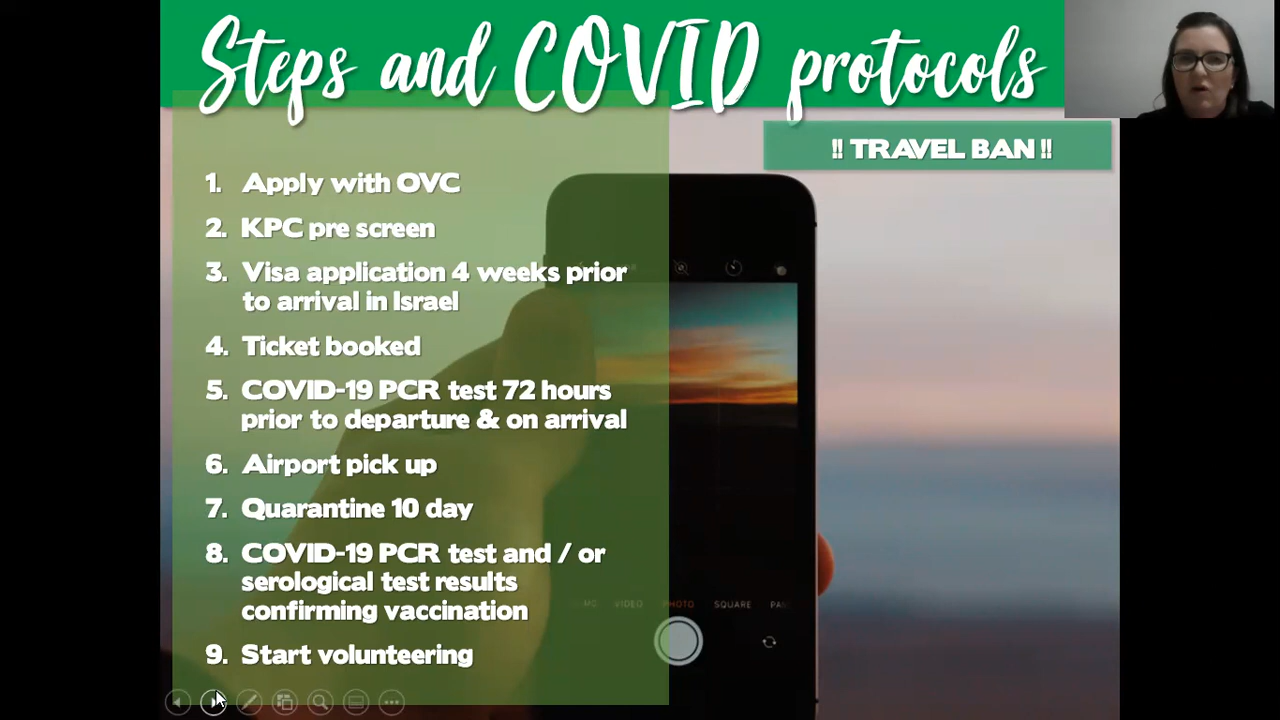 Steps and COVID protocols
!! TRAVEL BAN !!
1. Apply with OVC
2. KPC pre screen
3. Visa application 4 weeks prior
to arrival in Israel
4. Ticket booked
5. COVID-19 PCR test 72 hours
prior to departure & on arrival
6. Airport pick up
7. Quarantine 10 day
8. COVID-19 PCR test and / or
serological test results
confirming vaccination
9. Start volunteering
VIDEO PHOTO SQUARE